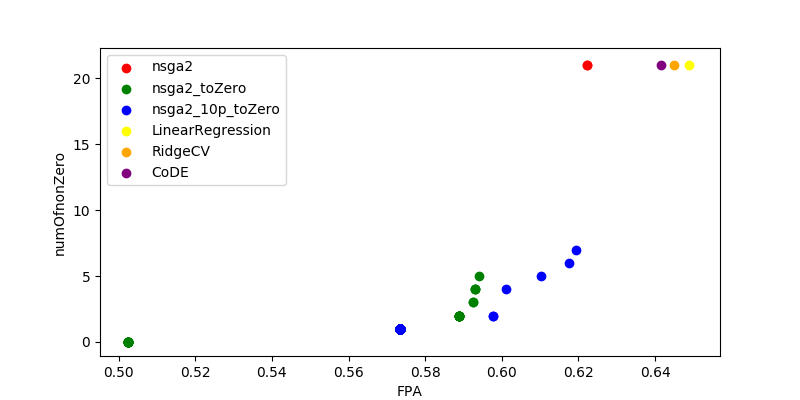 nsga2
nsga2_toZero
nsga2_10p_toZero
LinearRegression
RidgeCV
CoDE
numOfnonZero
20
15
10
5
0
0.50 0.52 0.54 0.56 0.58 0.60 0.62 0.64
FPA